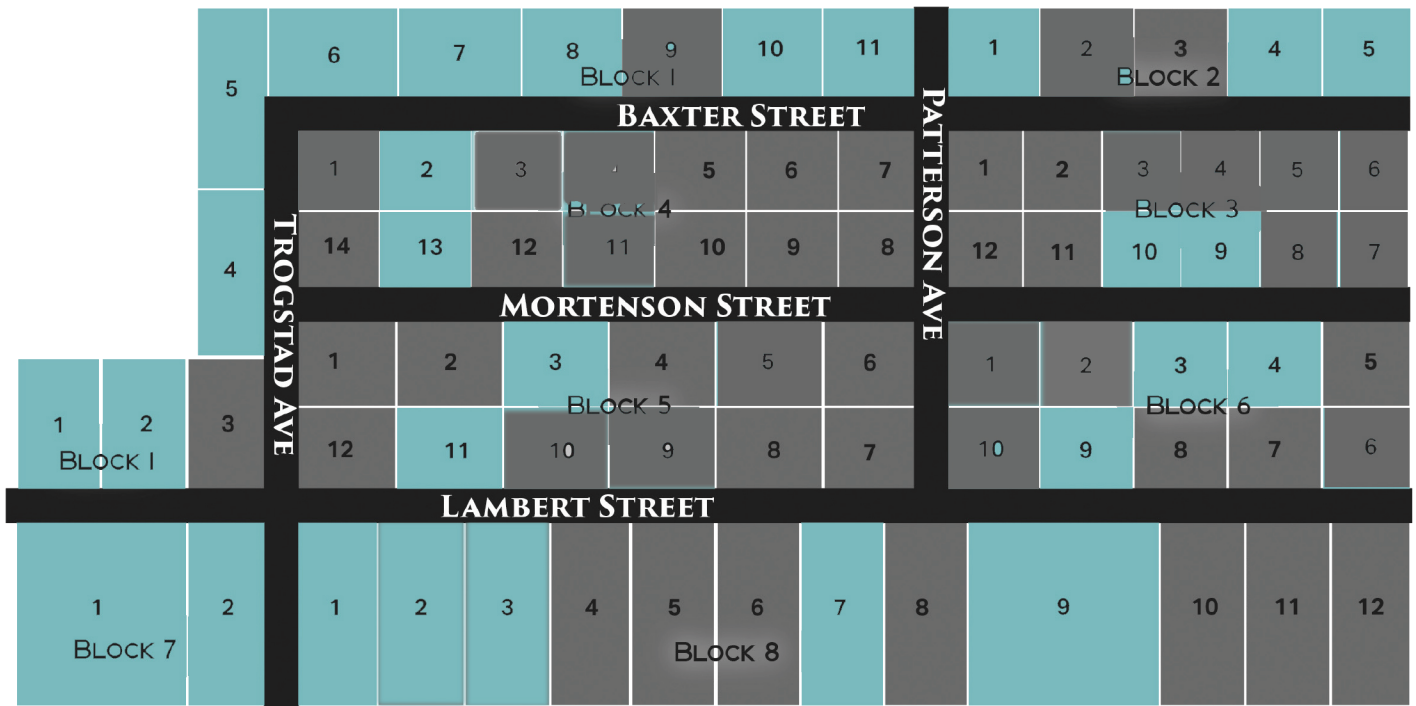 5 6 7 8 9 10 11 1 2 3 4 5
BLOCK 1 BLOCK 2
BAXTER STREET
PATTERSON AVE
1 2 3 5 6 7 1 2 3 4 5 6
BLOCK 4 BLOCK 3
14 13 12 11 10 9 8 12 11 10 9 8 7
4
TROGSTAD AVE
MORTENSON STREET
1 2 3 4 5 6 1 2 3 4 5
BLOCK 5 BLOCK 6
1 2 3 12 11 10 9 8 7 10 9 8 7 6
BLOCK 1
LAMBERT STREET
1 2 1 2 3 4 5 6 7 8 9 10 11 12
BLOCK 7 BLOCK 8